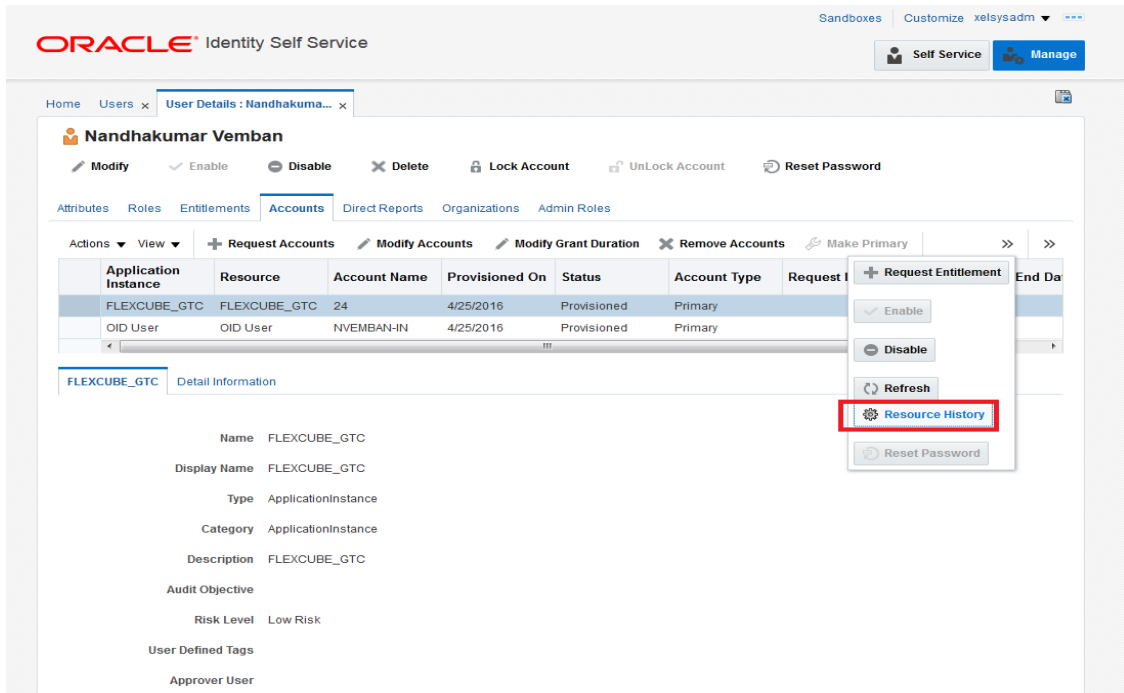 Sandboxes Customize xelsysadm
ORACLE Identity Self Service
Self Service Manage
Home Users x User Details : Nandhakuma... x
Nandhakumar Vemban
Modify Enable Disable Delete Lock Account UnLock Account Reset Password
Attributes Roles Entitlements Accounts Direct Reports Organizations Admin Roles
Actions View Request Accounts Modify Accounts Modify Grant Duration Remove Accounts Make Primary » »
Application Instance Resource Account Name Provisioned On Status Account Type Request End Da
FLEXCUBE_GTC FLEXCUBE_GTC 24 4/25/2016 Provisioned Primary
OID User OID User NVEMBAN-IN 4/25/2016 Provisioned Primary
Request Entitlement
Enable
Disable
Refresh
Resource History
Reset Password
FLEXCUBE_GTC Detail Information
Name FLEXCUBE_GTC
Display Name FLEXCUBE_GTC
Type ApplicationInstance
Category ApplicationInstance
Description FLEXCUBE_GTC
Audit Objective
Risk Level Low Risk
User Defined Tags
Approver User